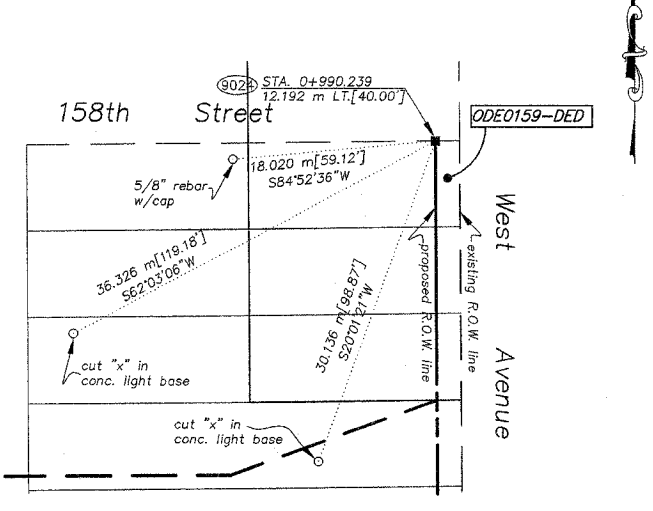 9024 STA. 0+990.239
12.192 m LT.[40.00']
158th Street
ODE0159-DED
18.020 m[59.12']
S84°52'36"W
5/8" rebar
w/cap
West Avenue
36.326 m[119.18']
S62°03'06"W
30.136 m[98.87']
S20°01'21"W
proposed R.O.W. line
existing R.O.W. line
cut "x" in
conc. light base
cut "x" in
conc. light base